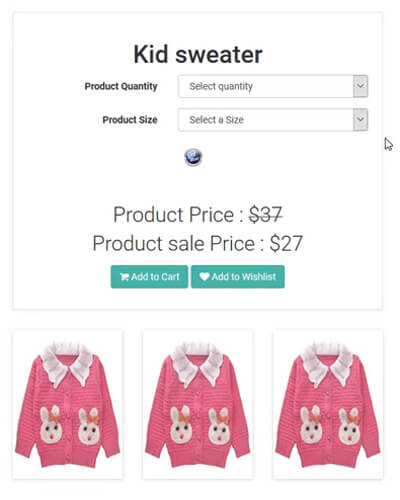 Kid sweater
Product Quantity Select quantity
Product Size Select a Size
Product Price : $37
Product sale Price : $27
Add to Cart Add to Wishlist